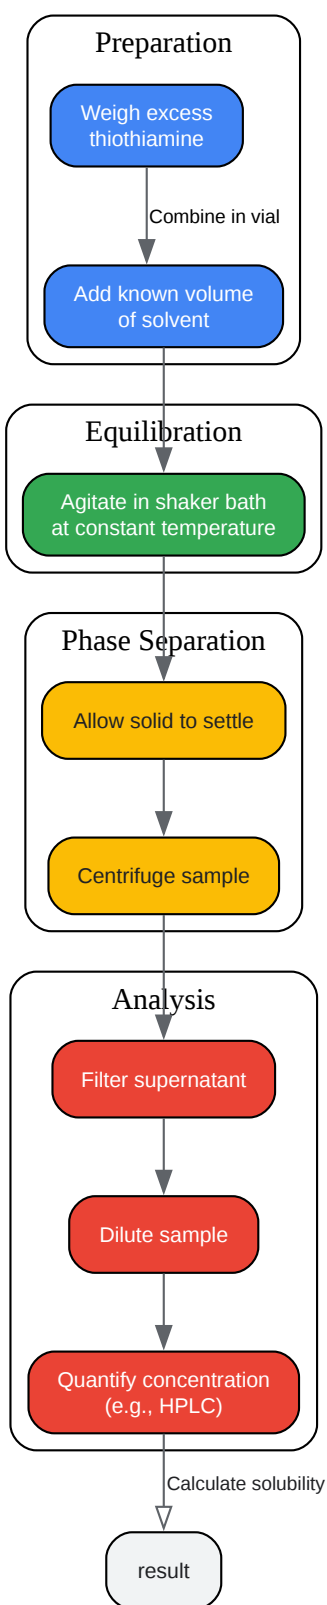 Preparation
Weigh excess
thiothiamine
Combine in vial
Add known volume
of solvent
Equilibration
Agitate in shaker bath
at constant temperature
Phase Separation
Allow solid to settle
Centrifuge sample
Analysis
Filter supernatant
Dilute sample
Quantify concentration
(e.g., HPLC)
Calculate solubility
result